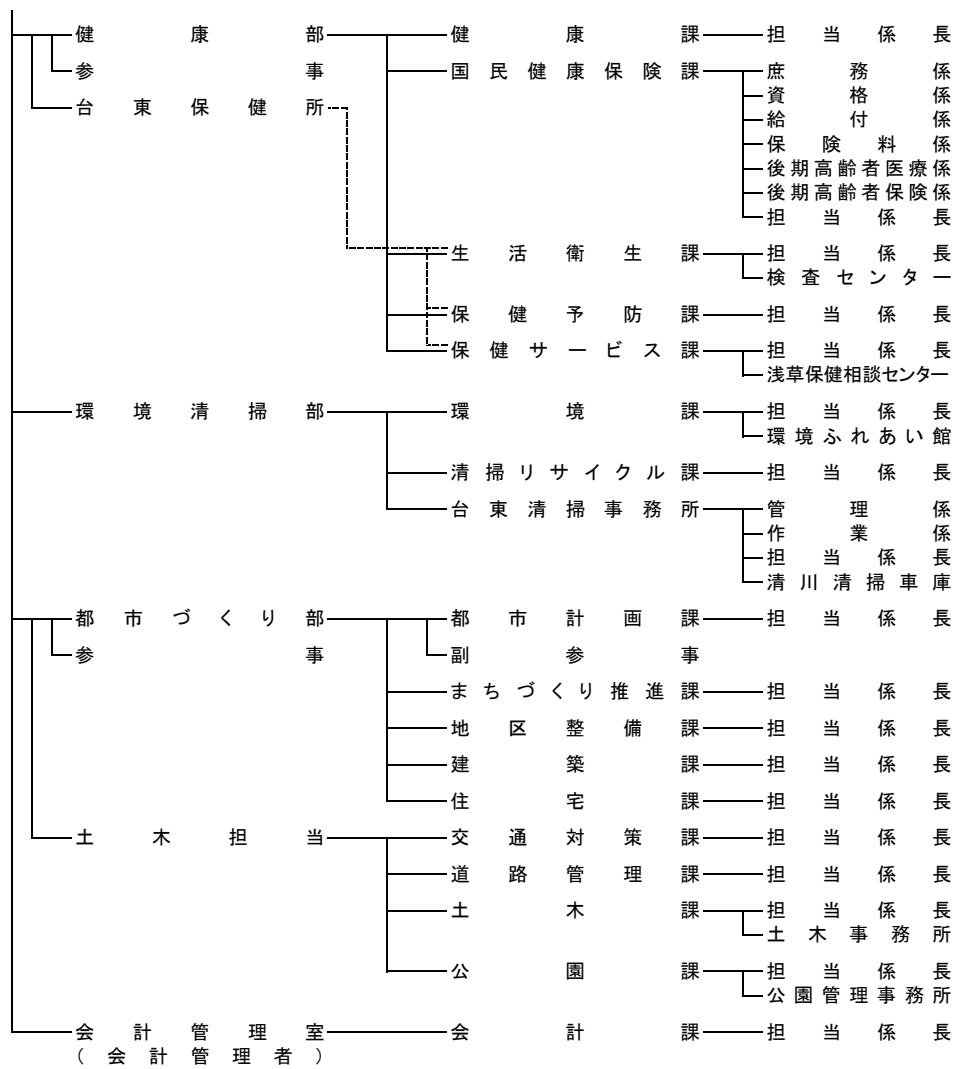 健康部 健康課 担当係長
参事 国民健康保険課 庶務係
資格係
台東保健所 給付係
保険料係
後期高齢者医療係
後期高齢者保険係
担当係長
生活衛生課 担当係長
検査センター
保健予防課 担当係長
保健サービス課 担当係長
浅草保健相談センター
環境清掃部 環境課 担当係長
環境ふれあい館
清掃リサイクル課 担当係長
台東清掃事務所 管理係
作業係
担当係長
清川清掃車庫
都市づくり部 都市計画課 担当係長
参事 副参事
まちづくり推進課 担当係長
地区整備課 担当係長
建築課 担当係長
住宅課 担当係長
土木担当 交通対策課 担当係長
道路管理課 担当係長
土木課 担当係長
土木事務所
公園課 担当係長
公園管理事務所
会計管理室 会計課 担当係長
(会計管理者)